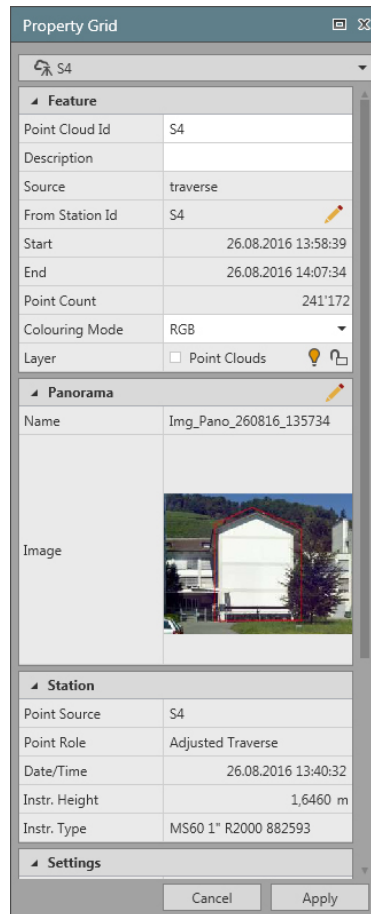 Property Grid
S4
Feature
Point Cloud Id S4
Description
Source traverse
From Station Id S4
Start 26.08.2016 13:58:39
End 26.08.2016 14:07:34
Point Count 241'172
Colouring Mode RGB
Layer Point Clouds
Panorama
Name Img_Pano_260816_135734
Image
Station
Point Source S4
Point Role Adjusted Traverse
Date/Time 26.08.2016 13:40:32
Instr. Height 1,6460 m
Instr. Type MS60 1" R2000 882593
Settings
Cancel Apply